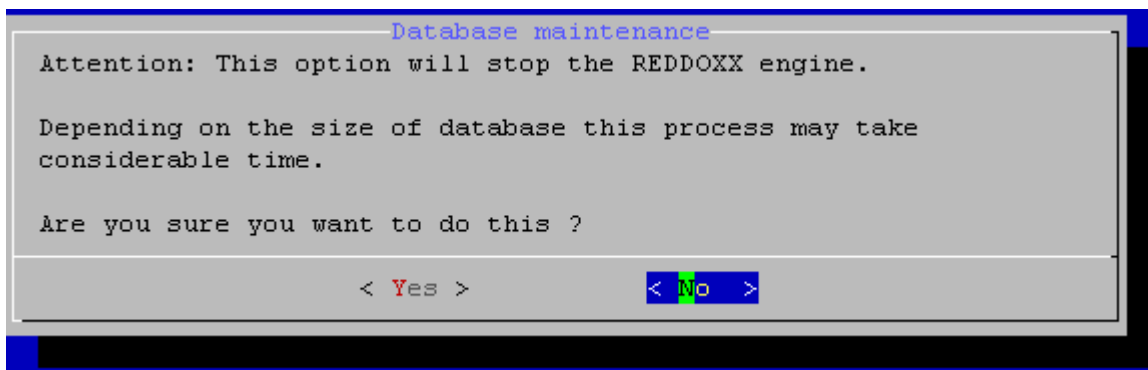 Database maintenance
Attention: This option will stop the REDDOXX engine.
Depending on the size of database this process may take
considerable time.
Are you sure you want to do this ?
< Yes > < No >